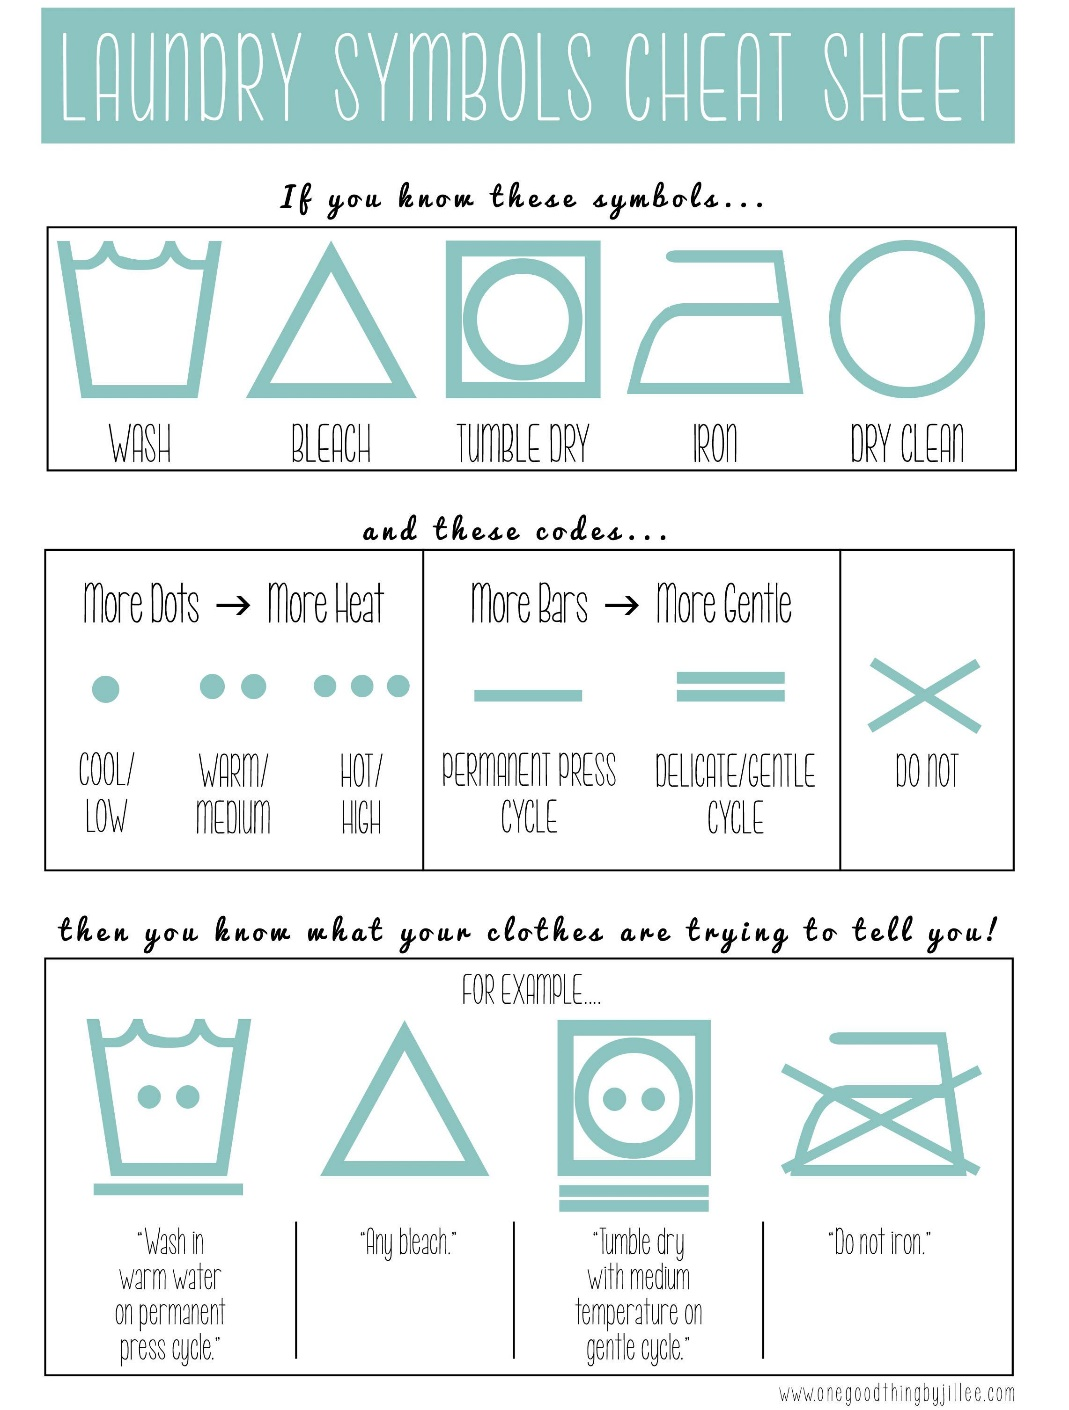 LAUNDRY SYMBOLS CHEAT SHEET
If you know these symbols...
WASH BLEACH TUMBLE DRY IRON DRY CLEAN
and these codes...
More Dots → More Heat
COOL/
LOW
WARM/
MEDIUM
HOT/
HIGH
More Bars → More Gentle
PERMANENT PRESS
CYCLE
DELICATE/GENTLE
CYCLE
DO NOT
then you know what your clothes are trying to tell you!
FOR EXAMPLE....
"Wash in
warm water
on permanent
press cycle."
"Any bleach."
"Tumble dry
with medium
temperature on
gentle cycle."
"Do not iron."
www.onegoodthingbyjillee.com